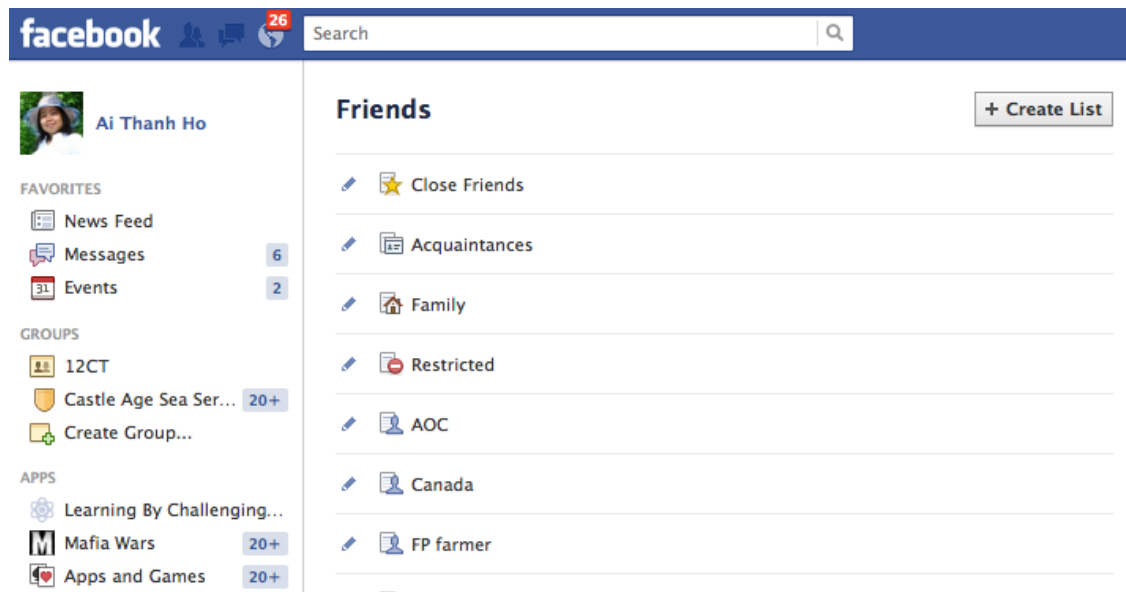 facebook
26
Search
Ai Thanh Ho
FAVORITES
News Feed
Messages 6
31 Events 2
GROUPS
12CT
Castle Age Sea Ser... 20+
Create Group...
APPS
Learning By Challenging...
Mafia Wars 20+
Apps and Games 20+
Friends
+ Create List
Close Friends
Acquaintances
Family
Restricted
AOC
Canada
FP farmer